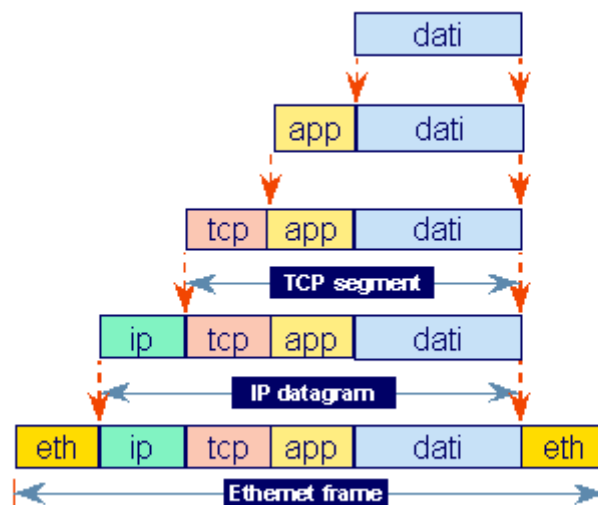 dati
app dati
tcp app dati
TCP segment
ip tcp app dati
IP datagram
eth ip tcp app dati eth
Ethernet frame